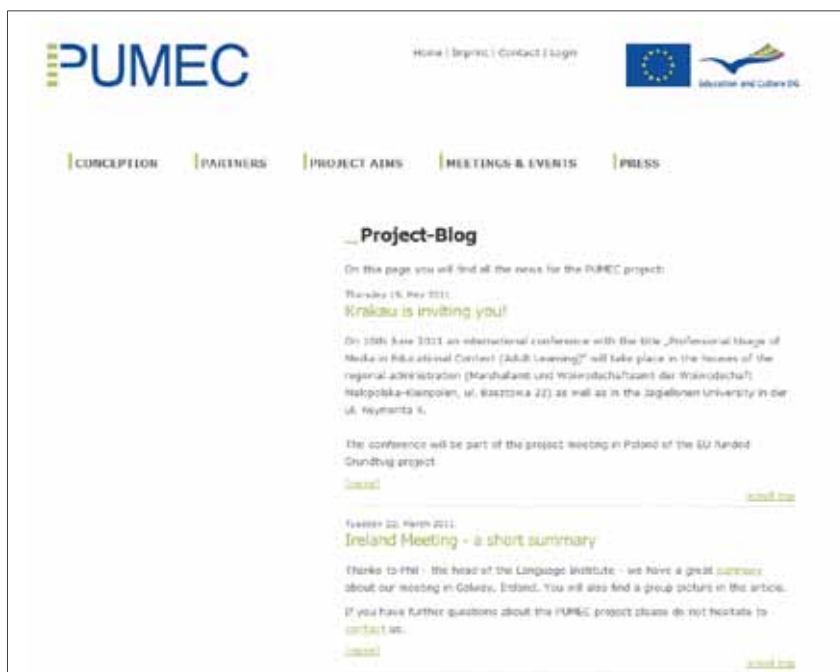 PUMEC
Home | Imprint | Contact | Login
Education and Culture DG
CONCEPTION PARTNERS PROJECT AIMS MEETINGS & EVENTS PRESS
_ Project-Blog
On this page you will find all the news for the PUMEC project:
Thursday 19, May 2011
Krakau is inviting you!
On 10th June 2011 an international conference with the title „Professional Usage of
Media in Educational Context (Adult Learning)" will take place in the houses of the
regional administration (Marshallamt und Woiwodschaftsamt der Woiwodschaft
Malopolska-Kleinpolen, ul. Basztowa 22) as well as in the Jagiellonen University in der
ul. Reymonta 4.
The conference will be part of the project meeting in Poland of the EU funded
Grundtvig project
[more]
scroll top
Tuesday 22, March 2011
Ireland Meeting - a short summary
Thanks to Phil - the head of the Language Institute - we have a great summary
about our meeting in Galway, Ireland. You will also find a group picture in the article.
If you have further questions about the PUMEC project please do not hesitate to
contact us.
[more]
scroll top